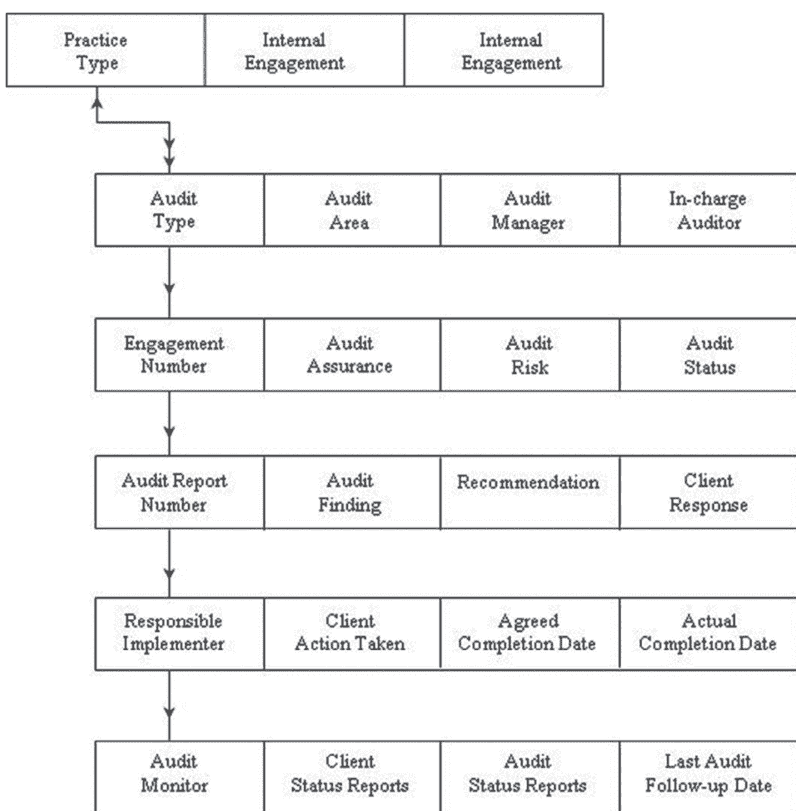 Practice
Type
Internal
Engagement
Internal
Engagement
Audit
Type
Audit
Area
Audit
Manager
In-charge
Auditor
Engagement
Number
Audit
Assurance
Audit
Risk
Audit
Status
Audit Report
Number
Audit
Finding
Recommendation
Client
Response
Responsible
Implementer
Client
Action Taken
Agreed
Completion Date
Actual
Completion Date
Audit
Monitor
Client
Status Reports
Audit
Status Reports
Last Audit
Follow-up Date